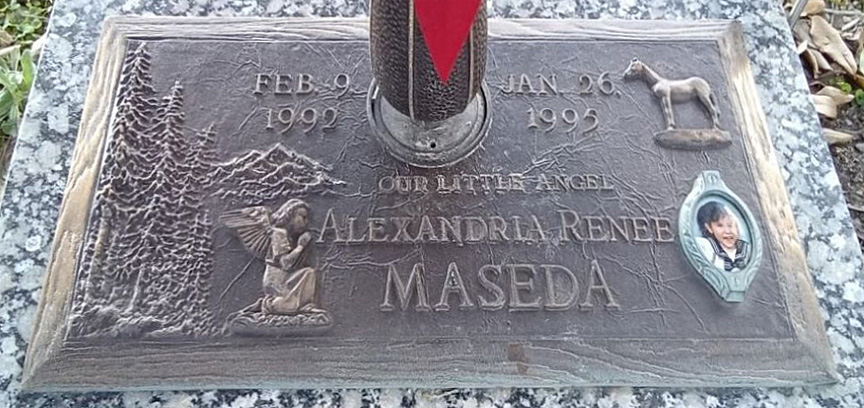 FEB. 9, JAN. 26,
1992 1995
OUR LITTLE ANGEL
ALEXANDRIA RENEE
MASEDA